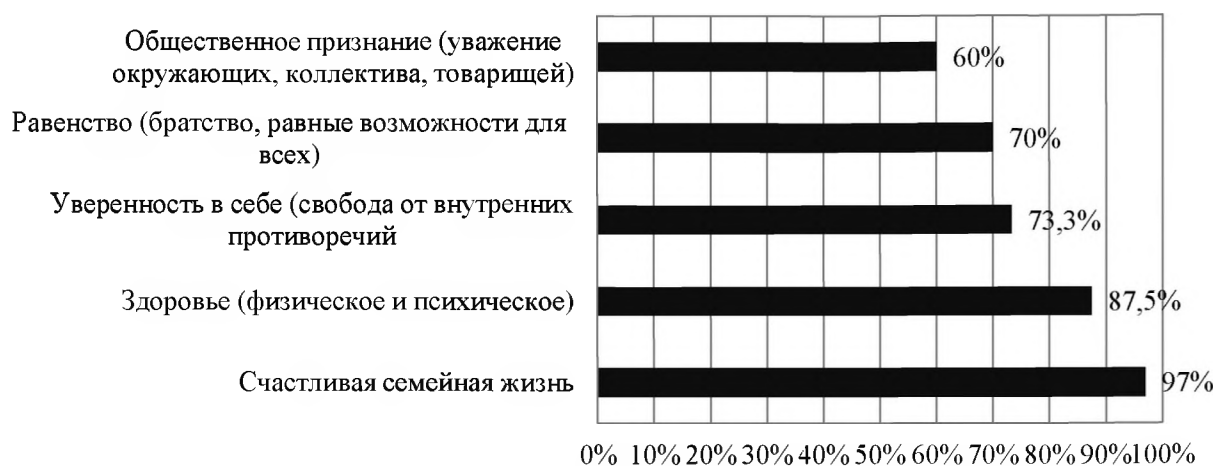 Общественное признание (уважение
окружающих, коллектива, товарищей)
60%
Равенство (братство, равные возможности для
всех)
70%
Уверенность в себе (свобода от внутренних
противоречий
73,3%
Здоровье (физическое и психическое)
87,5%
Счастливая семейная жизнь
97%
0% 10% 20% 30% 40% 50% 60% 70% 80% 90%100%